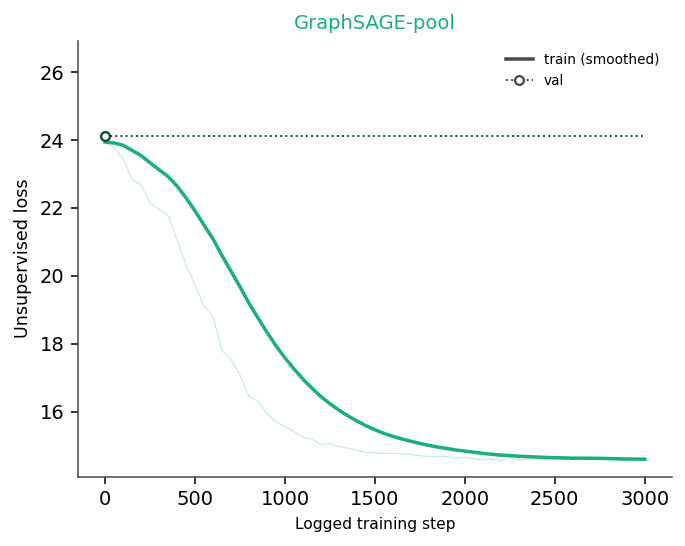 GraphSAGE-pool
train (smoothed)
val
Unsupervised loss
26
24
22
20
18
16
0 500 1000 1500 2000 2500 3000
Logged training step